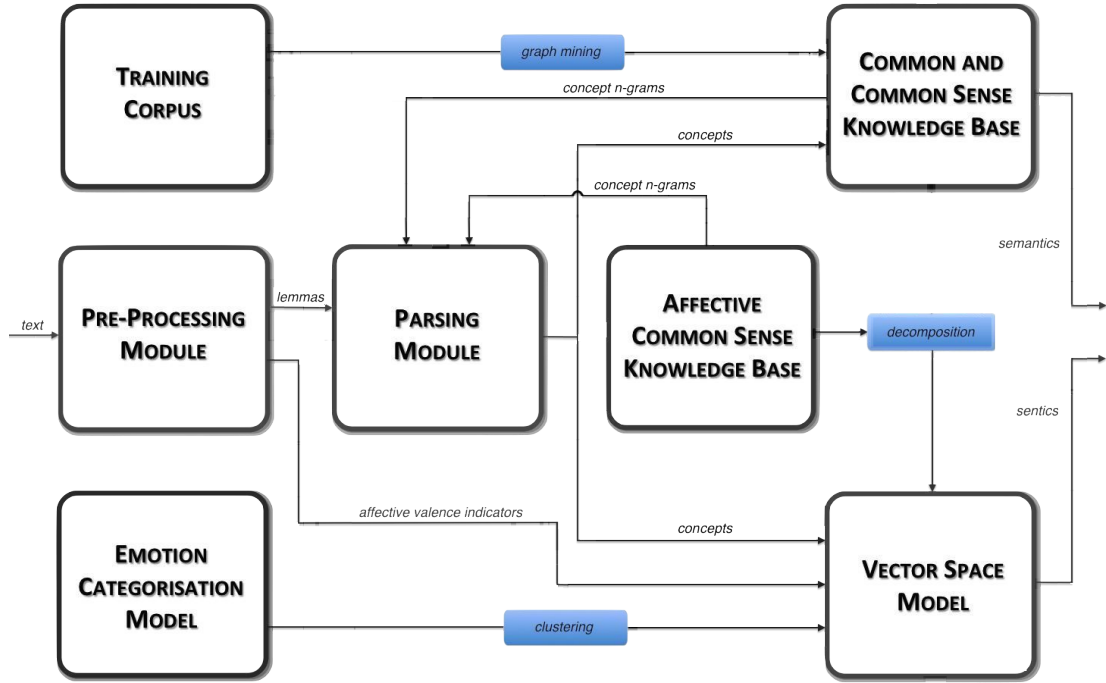 TRAINING
CORPUS
graph mining
COMMON AND
COMMON SENSE
KNOWLEDGE BASE
concept n-grams
concepts
concept n-grams
semantics
text
PRE-PROCESSING
MODULE
lemmas
PARSING
MODULE
AFFECTIVE
COMMON SENSE
KNOWLEDGE BASE
decomposition
sentics
affective valence indicators
concepts
EMOTION
CATEGORISATION
MODEL
clustering
VECTOR SPACE
MODEL